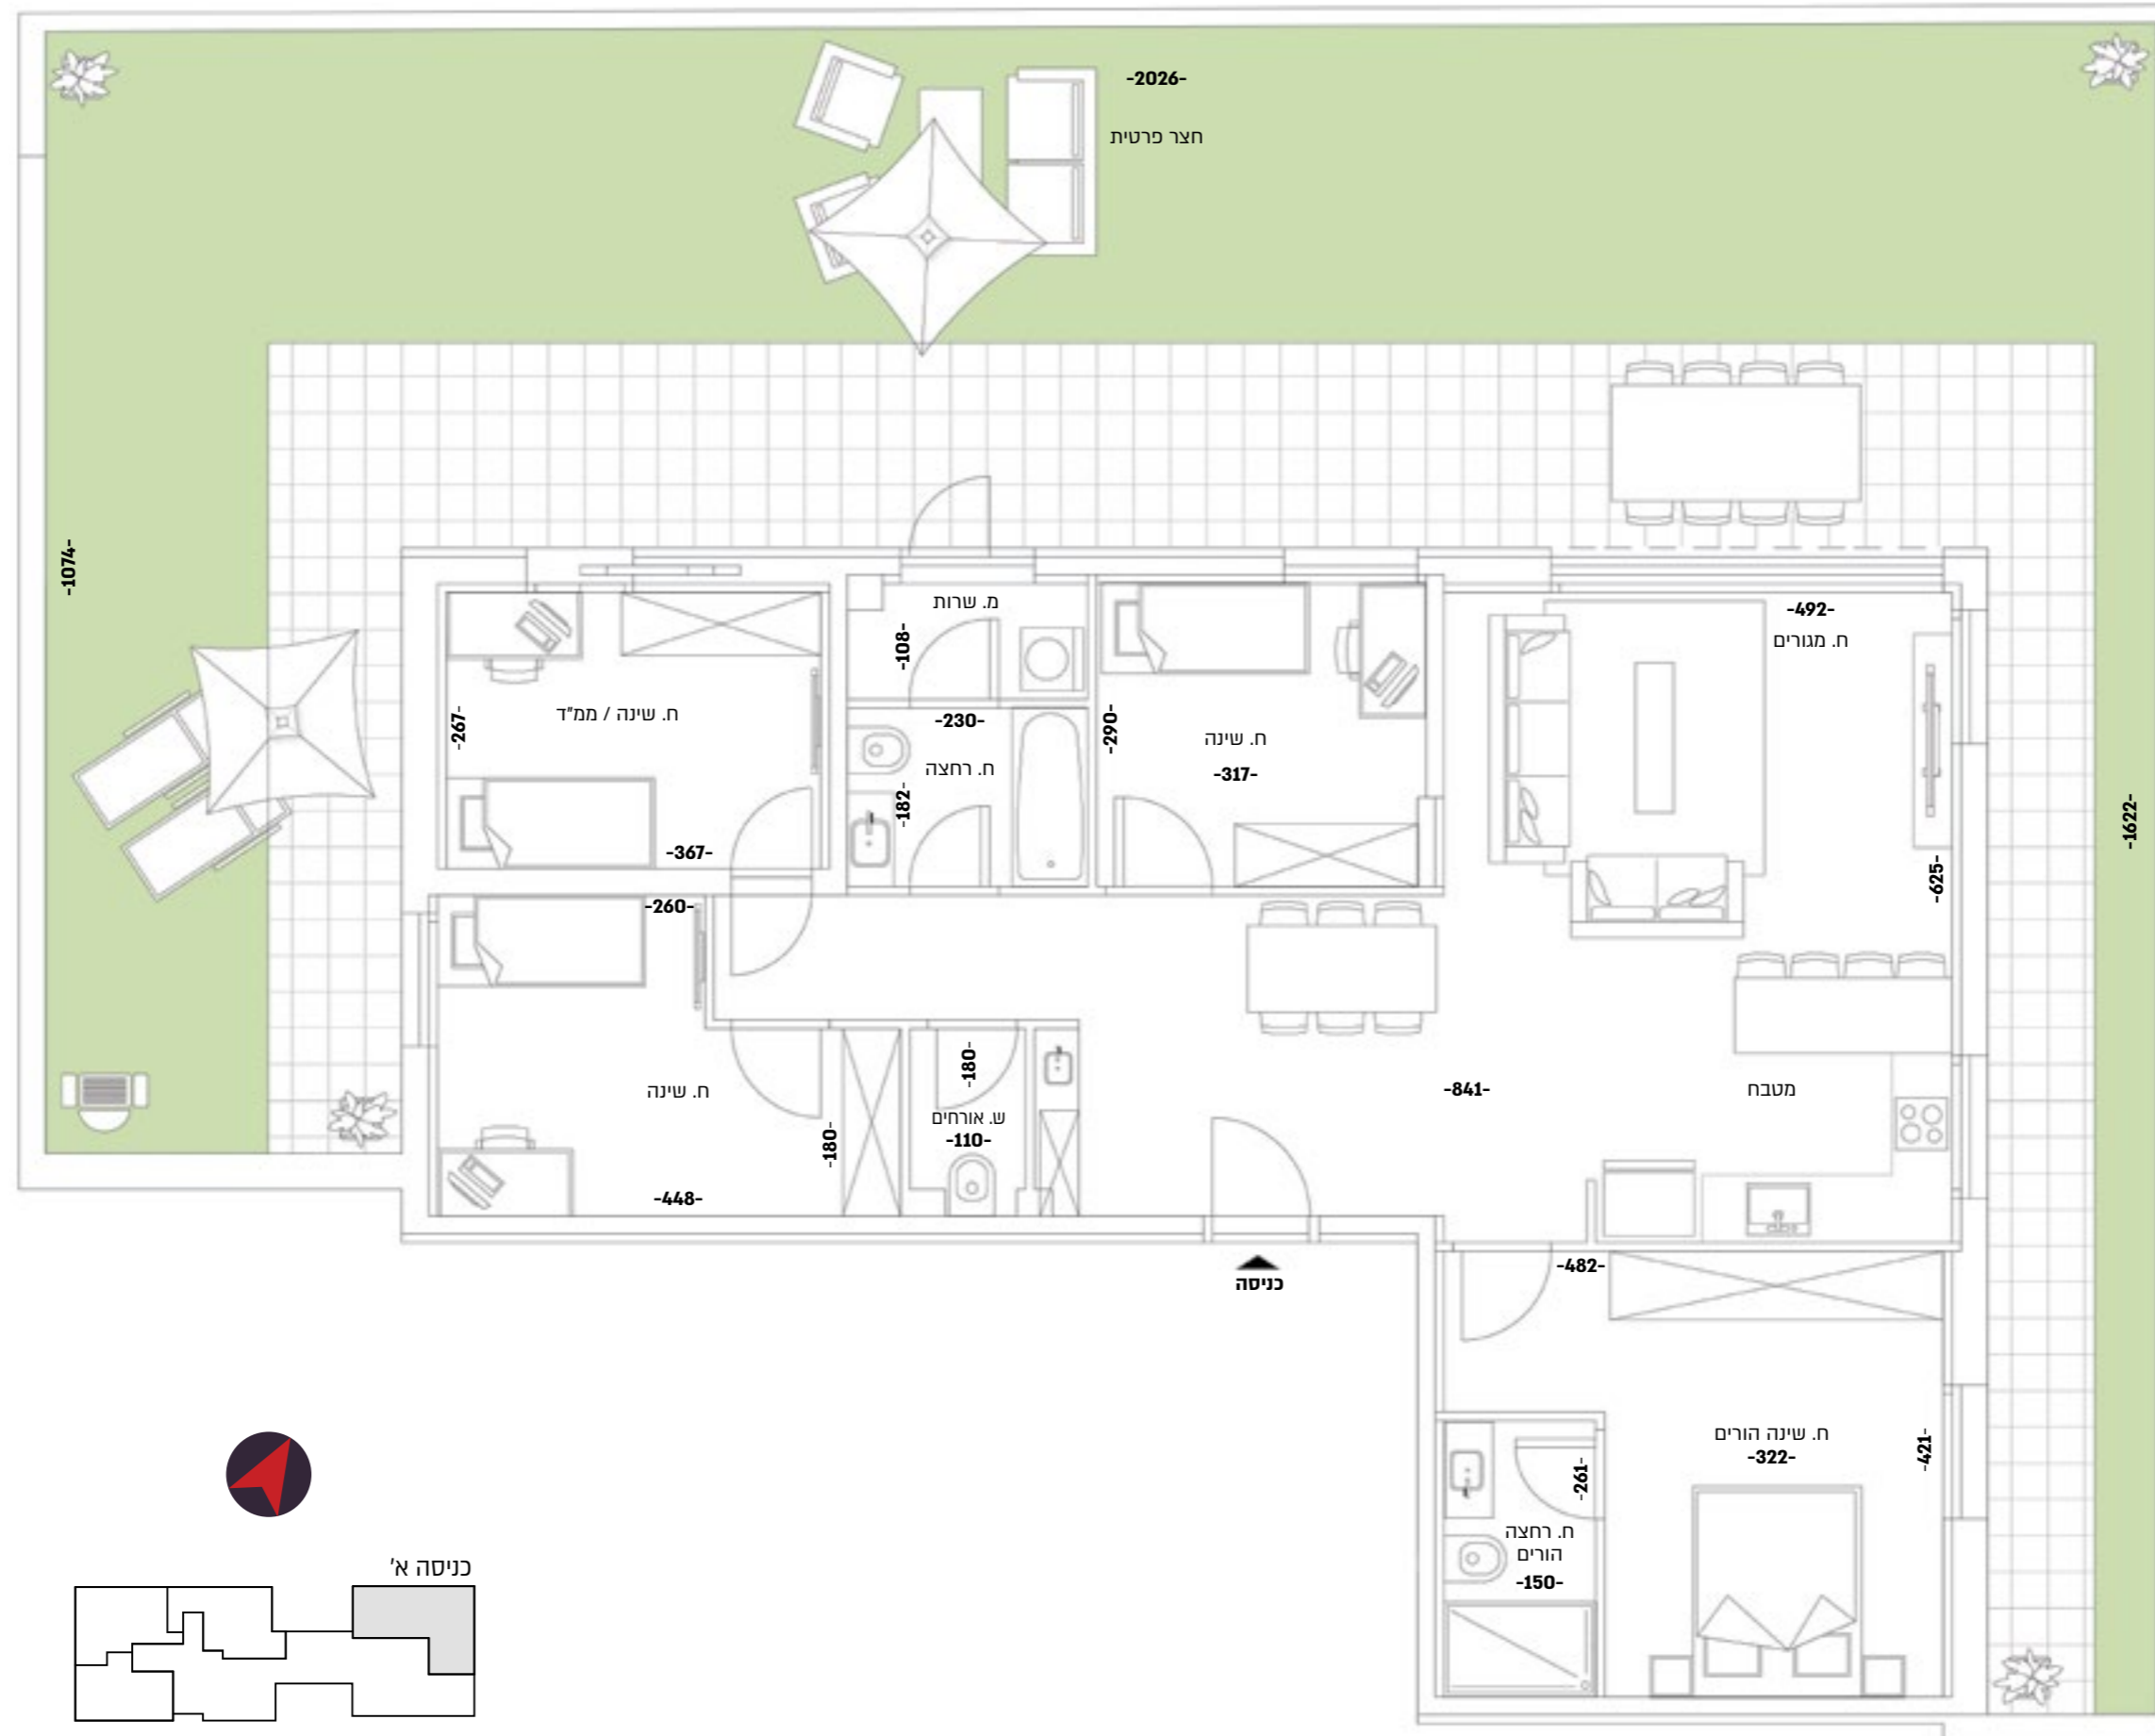 -2026-
חצר פרטית
-1074-
מ. שרות
-108-
-492-
ח. מגורים
-267-
ח. שינה / ממ"ד
-230-
ח. רחצה
-182-
-290-
ח. שינה
-317-
-1622-
-367-
-625-
-260-
ח. שינה
-180-
-448-
-180-
ש. אורחים
-110-
-841-
מטבח
כניסה
-482-
ח. שינה הורים
-322-
-421-
-261-
ח. רחצה
הורים
-150-
כניסה א'